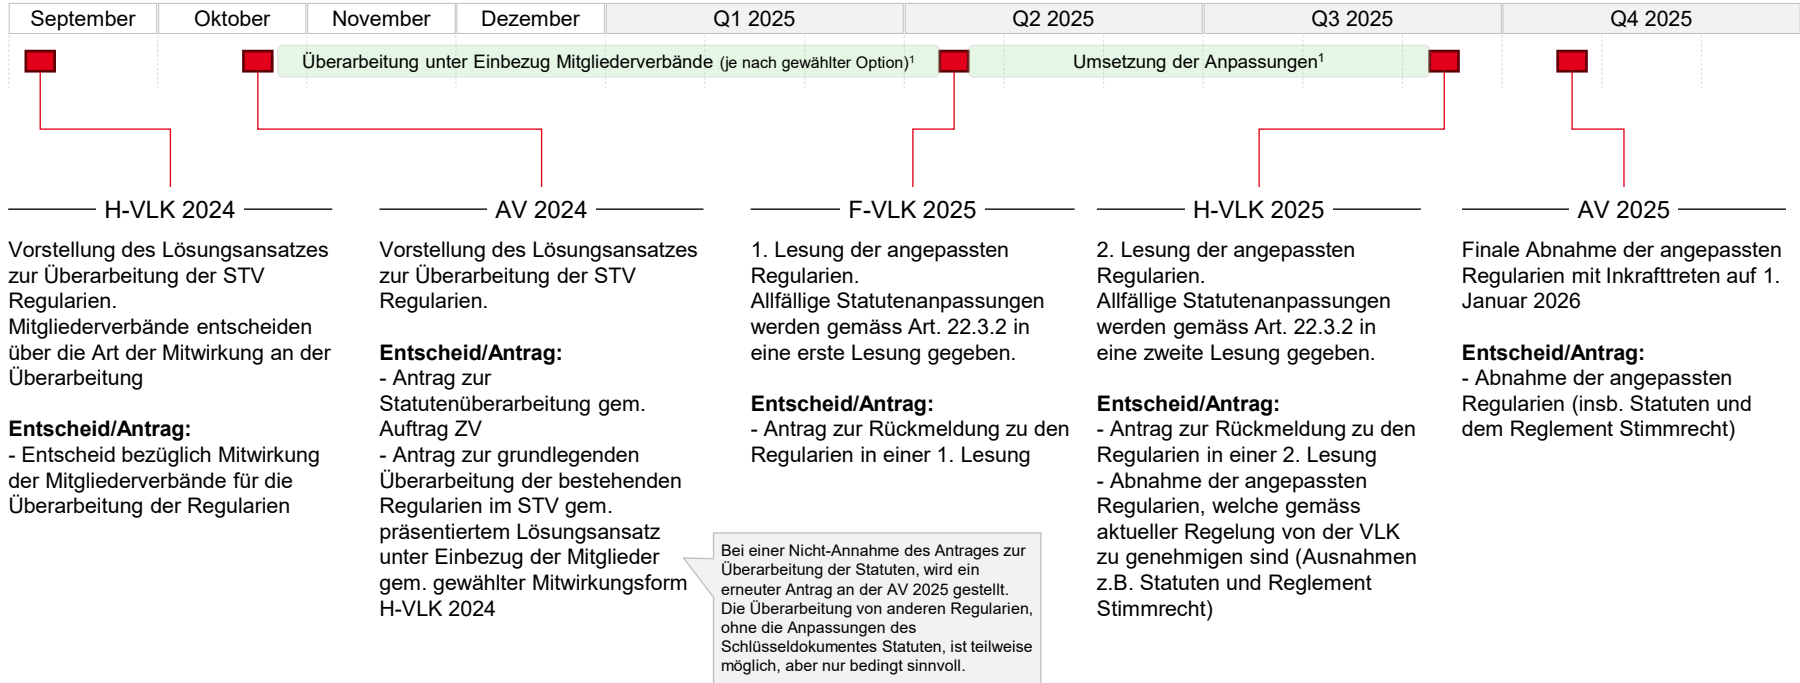 September
Oktober
November
Dezember
Q1 2025
Q2 2025
Q3 2025
Q4 2025
Überarbeitung unter Einbezug Mitgliederverbände (je nach gewählter Option)¹
Umsetzung der Anpassungen¹
H-VLK 2024
Vorstellung des Lösungsansatzes
zur Überarbeitung der STV
Regularien.
Mitgliederverbände entscheiden
über die Art der Mitwirkung an der
Überarbeitung
Entscheid/Antrag:
- Entscheid bezüglich Mitwirkung
der Mitgliederverbände für die
Überarbeitung der Regularien
AV 2024
Vorstellung des Lösungsansatzes
zur Überarbeitung der STV
Regularien.
Entscheid/Antrag:
- Antrag zur
Statutenüberarbeitung gem.
Auftrag ZV
- Antrag zur grundlegenden
Überarbeitung der bestehenden
Regularien im STV gem.
präsentiertem Lösungsansatz
unter Einbezug der Mitglieder
gem. gewählter Mitwirkungsform
H-VLK 2024
Bei einer Nicht-Annahme des Antrages zur
Überarbeitung der Statuten, wird ein
erneuter Antrag an der AV 2025 gestellt.
Die Überarbeitung von anderen Regularien,
ohne die Anpassungen des
Schlüsseldokumentes Statuten, ist teilweise
möglich, aber nur bedingt sinnvoll.
F-VLK 2025
1. Lesung der angepassten
Regularien.
Allfällige Statutenanpassungen
werden gemäss Art. 22.3.2 in
eine erste Lesung gegeben.
Entscheid/Antrag:
- Antrag zur Rückmeldung zu den
Regularien in einer 1. Lesung
H-VLK 2025
2. Lesung der angepassten
Regularien.
Allfällige Statutenanpassungen
werden gemäss Art. 22.3.2 in
eine zweite Lesung gegeben.
Entscheid/Antrag:
- Antrag zur Rückmeldung zu den
Regularien in einer 2. Lesung
- Abnahme der angepassten
Regularien, welche gemäss
aktueller Regelung von der VLK
zu genehmigen sind (Ausnahmen
z.B. Statuten und Reglement
Stimmrecht)
AV 2025
Finale Abnahme der angepassten
Regularien mit Inkrafttreten auf 1.
Januar 2026
Entscheid/Antrag:
- Abnahme der angepassten
Regularien (insb. Statuten und
dem Reglement Stimmrecht)